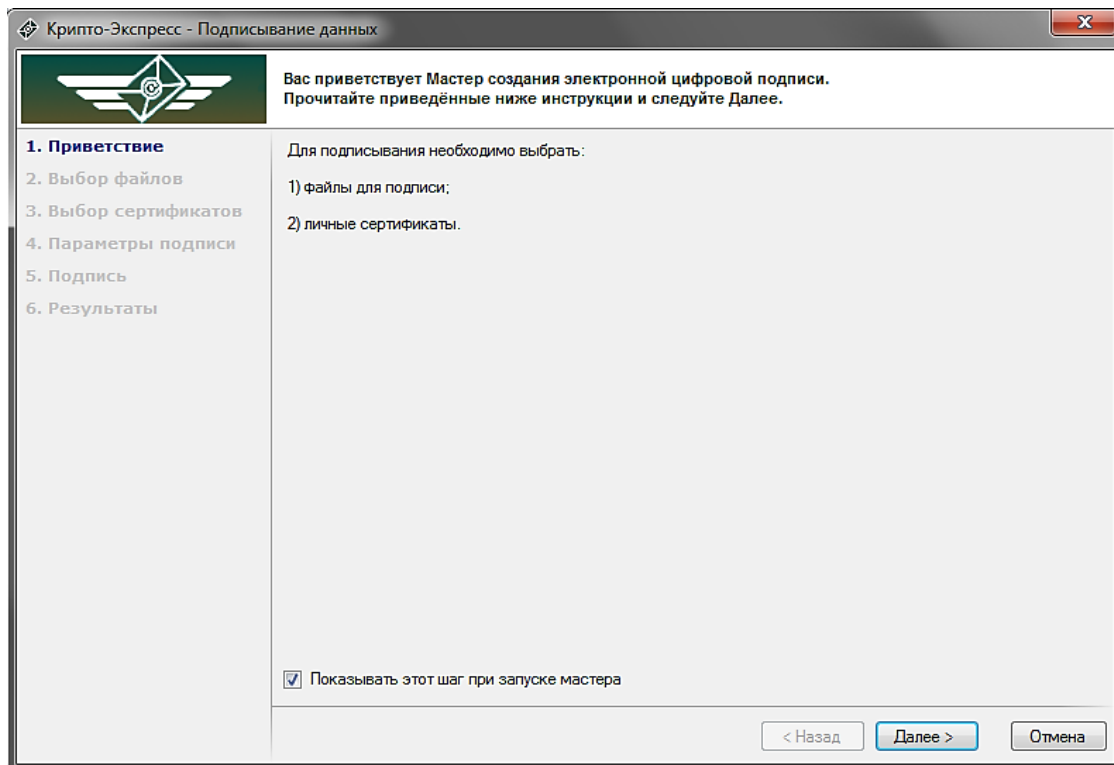 Крипто-Экспресс - Подписывание данных
Вас приветствует Мастер создания электронной цифровой подписи.
Прочитайте приведённые ниже инструкции и следуйте Далее.
1. Приветствие
2. Выбор файлов
3. Выбор сертификатов
4. Параметры подписи
5. Подпись
6. Результаты
Для подписывания необходимо выбрать:
1) файлы для подписи;
2) личные сертификаты.
Показывать этот шаг при запуске мастера
< Назад
Далее >
Отмена